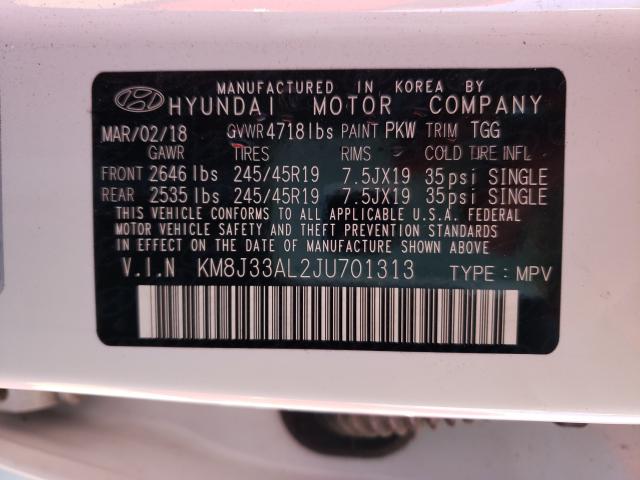 MANUFACTURED IN KOREA BY
HYUNDAI MOTOR COMPANY
MAR/02/18 GVWR 4718 lbs PAINT PKW TRIM TGG
GAWR TIRES RIMS COLD TIRE INFL
FRONT 2646 lbs 245/45R19 7.5JX19 35psi SINGLE
REAR 2535 lbs 245/45R19 7.5JX19 35psi SINGLE
THIS VEHICLE CONFORMS TO ALL APPLICABLE U.S.A. FEDERAL
MOTOR VEHICLE SAFETY AND THEFT PREVENTION STANDARDS
IN EFFECT ON THE DATE OF MANUFACTURE SHOWN ABOVE.
V.I.N KM8J33AL2JU701313 TYPE : MPV